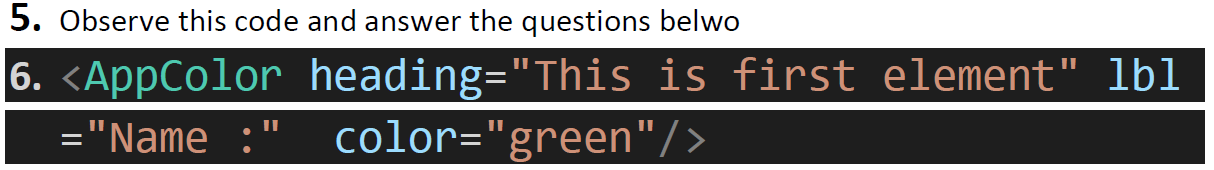 5. Observe this code and answer the questions belwo
6. <AppColor heading="This is first element" lbl
="Name :"  color="green"/>